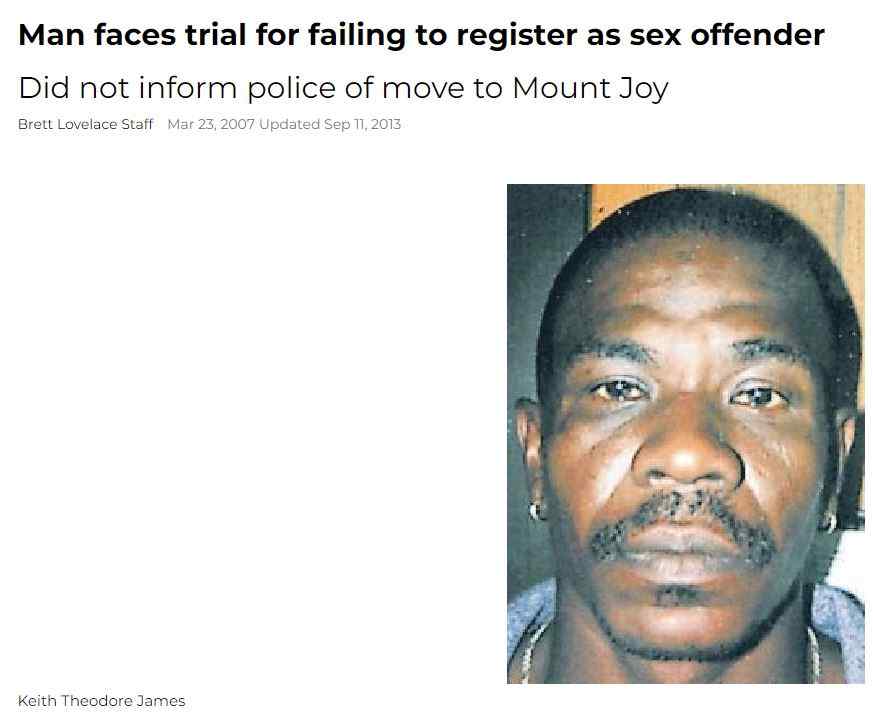 Man faces trial for failing to register as sex offender
Did not inform police of move to Mount Joy
Brett Lovelace Staff Mar 23, 2007 Updated Sep 11, 2013
Keith Theodore James